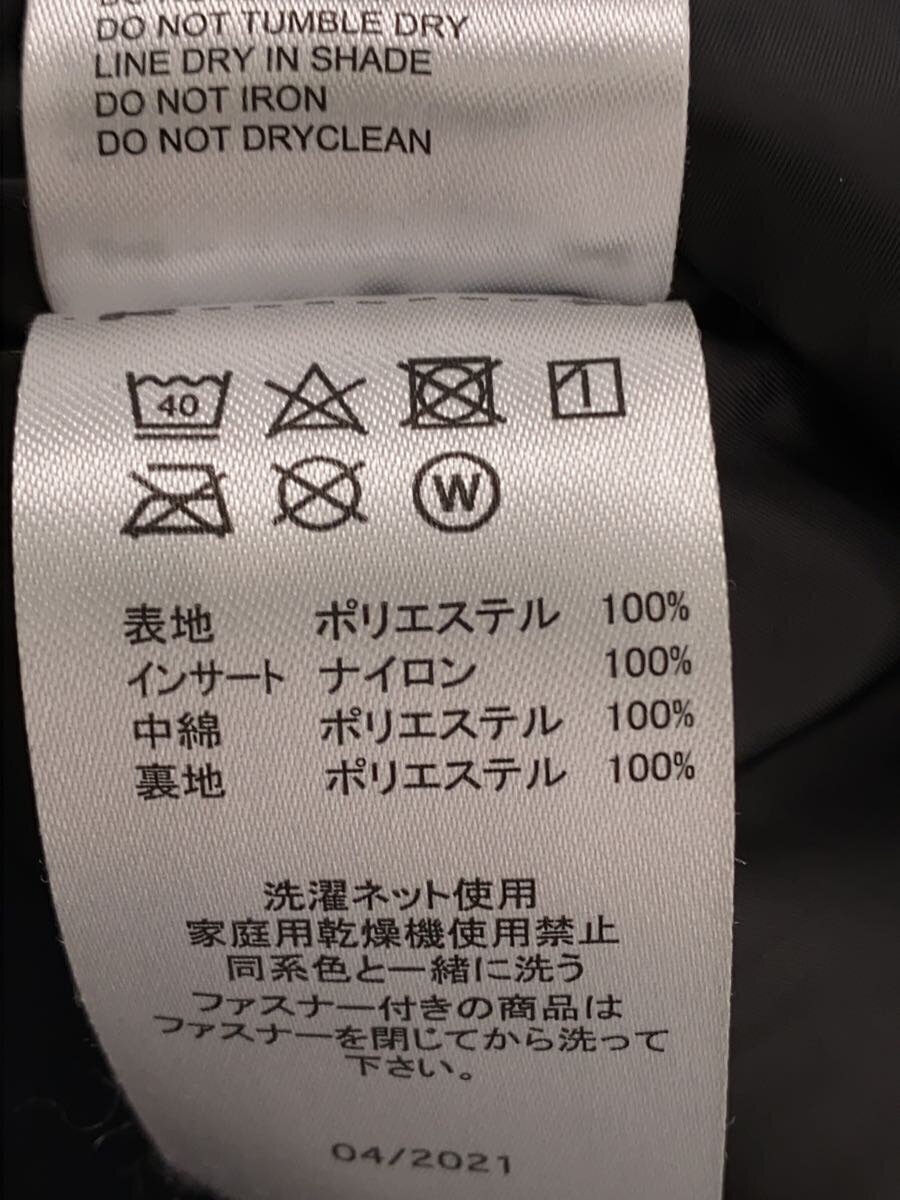 DO NOT TUMBLE DRY
LINE DRY IN SHADE
DO NOT IRON
DO NOT DRYCLEAN
40
W
表地 ポリエステル 100%
インサート ナイロン 100%
中綿 ポリエステル 100%
裏地 ポリエステル 100%
洗濯ネット使用
家庭用乾燥機使用禁止
同系色と一緒に洗う
ファスナー付きの商品は
ファスナーを閉じてから洗って
下さい。
04/2021